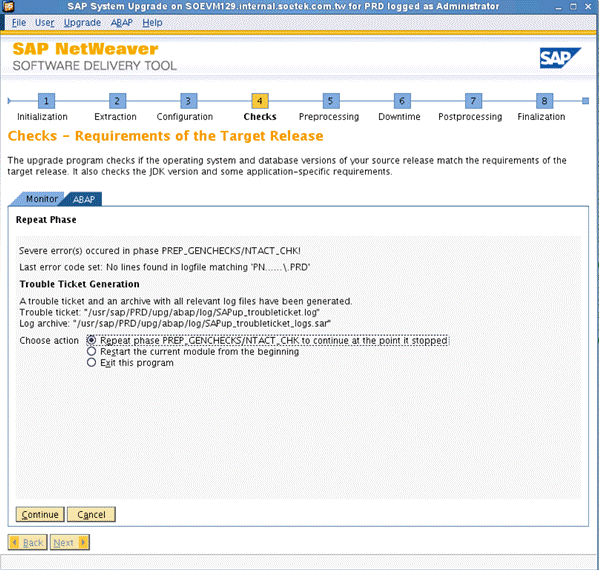 SAP System Upgrade on SOEVM129.internal.soetek.com.tw for PRD logged as Administrator
File User Upgrade ABAP Help
SAP NetWeaver
SOFTWARE DELIVERY TOOL
SAP
1 2 3 4 5 6 7 8
Initialization Extraction Configuration Checks Preprocessing Downtime Postprocessing Finalization
Checks - Requirements of the Target Release
The upgrade program checks if the operating system and database versions of your source release match the requirements of the
target release. It also checks the JDK version and some application-specific requirements.
Monitor ABAP
Repeat Phase
Severe error(s) occured in phase PREP_GENCHECKS/NTACT_CHK!
Last error code set: No lines found in logfile matching 'PN......\.PRD'
Trouble Ticket Generation
A trouble ticket and an archive with all relevant log files have been generated.
Trouble ticket: "/usr/sap/PRD/upg/abap/log/SAPup_troubleticket.log"
Log archive: "/usr/sap/PRD/upg/abap/log/SAPup_troubleticket_logs.sar"
Choose action Repeat phase PREP_GENCHECKS/NTACT_CHK to continue at the point it stopped
Restart the current module from the beginning
Exit this program
Continue Cancel
Back Next